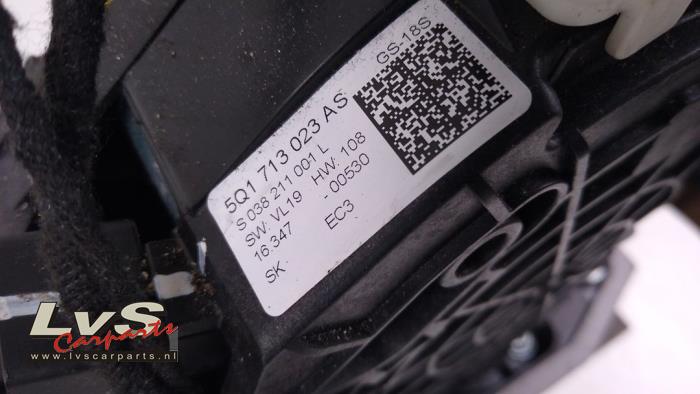 GS-18S
5Q1 713 023 AS
S 038 211 001 L
SW: VL19 HW: 108
16.347 - 00530
SK- EC3
LvS
Carparts
www.lvscarparts.nl